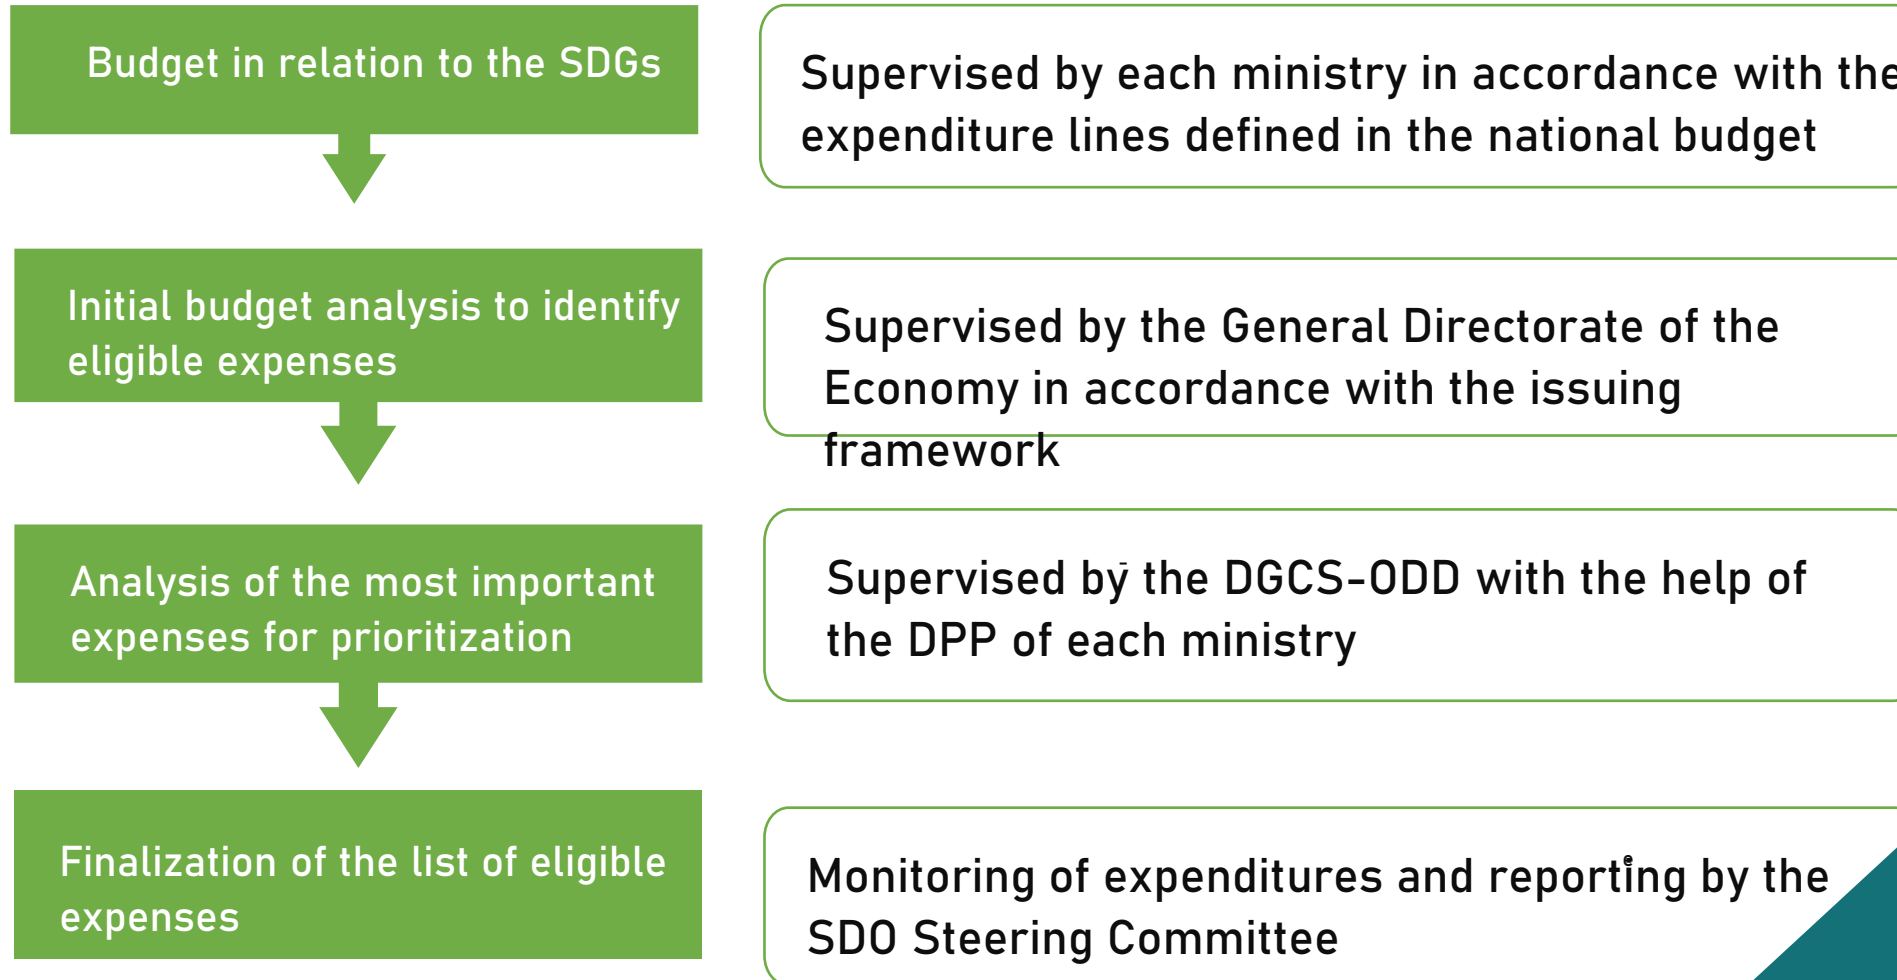 Budget in relation to the SDGs
Supervised by each ministry in accordance with the
expenditure lines defined in the national budget
Initial budget analysis to identify
eligible expenses
Supervised by the General Directorate of the
Economy in accordance with the issuing
framework
Analysis of the most important
expenses for prioritization
Supervised by the DGCS-ODD with the help of
the DPP of each ministry
Finalization of the list of eligible
expenses
Monitoring of expenditures and reporting by the
SDO Steering Committee